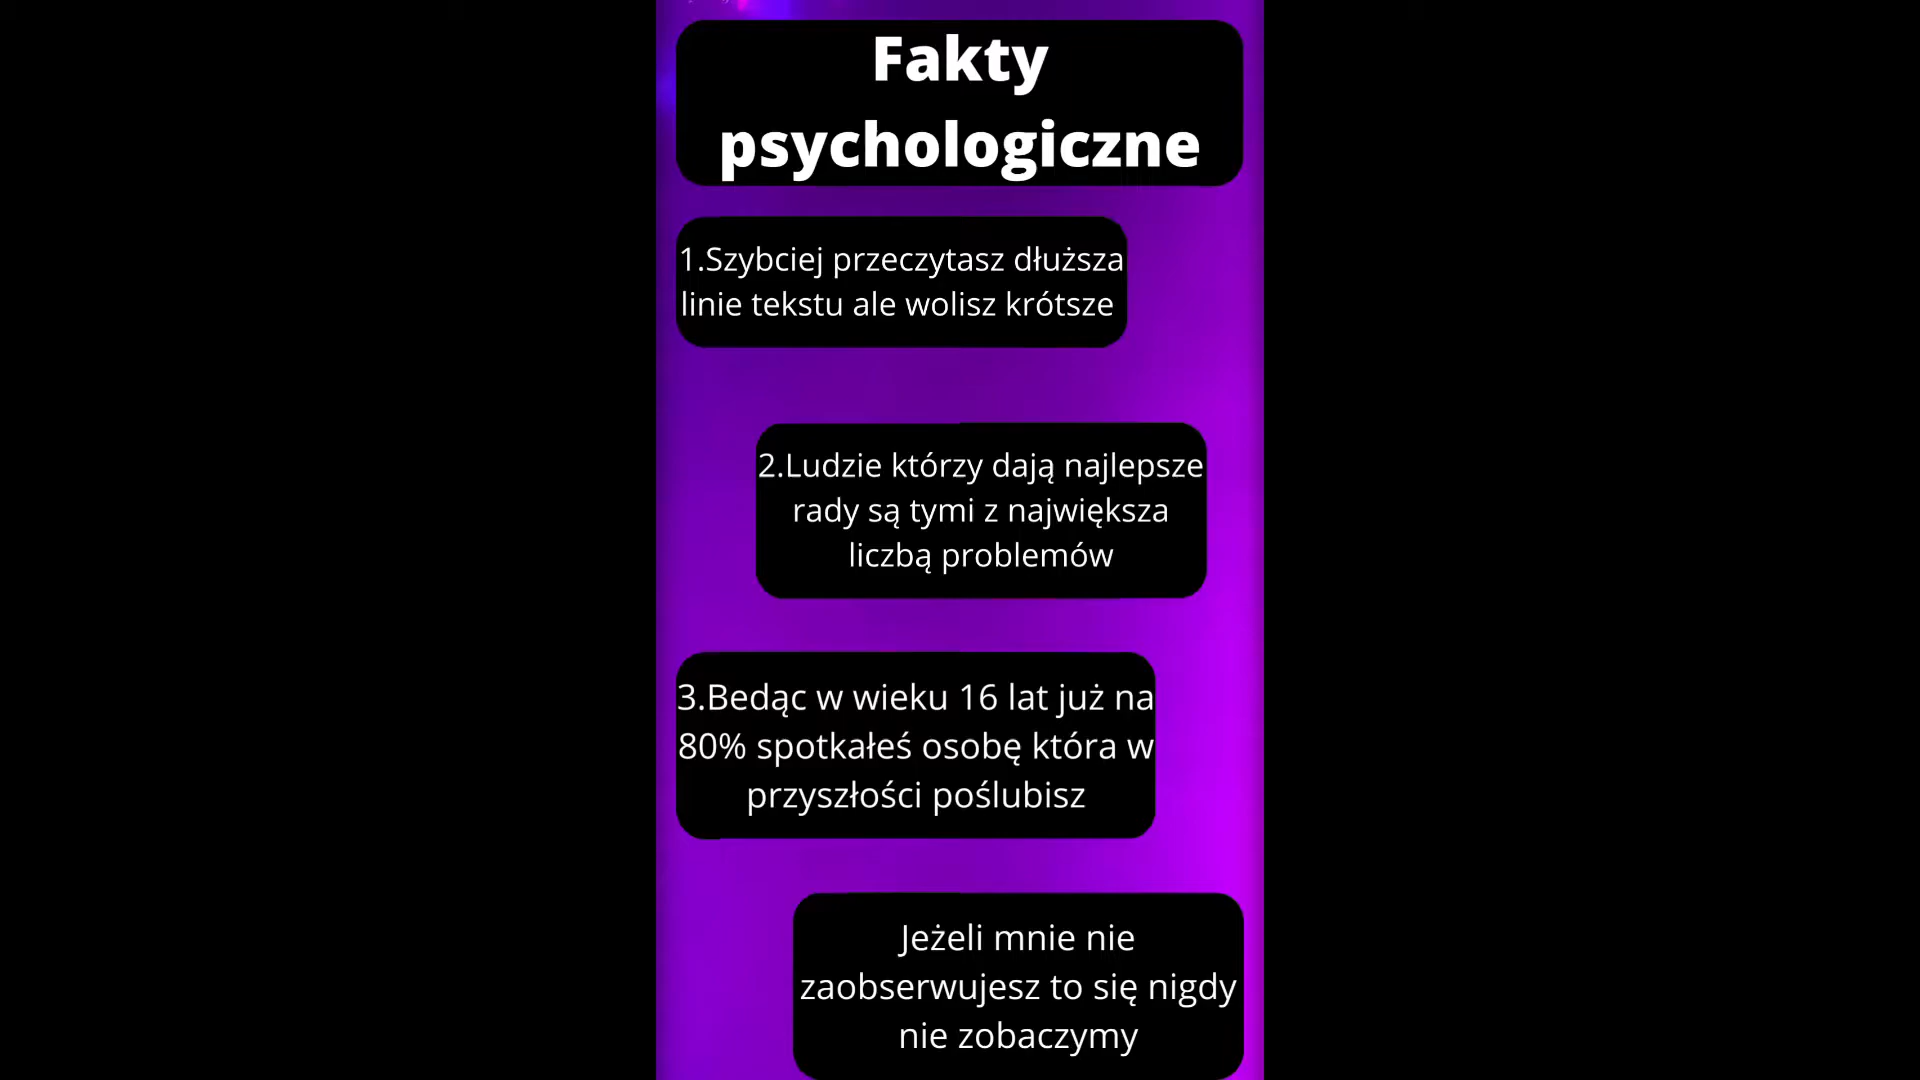 Fakty
psychologiczne
1.Szybciej przeczytasz dłuższa
linie tekstu ale wolisz krótsze
2.Ludzie którzy dają najlepsze
rady są tymi z największa
liczbą problemów
3.Bedąc w wieku 16 lat już na
80% spotkałeś osobę która w
przyszłości poślubisz
Jeżeli mnie nie
zaobserwujesz to się nigdy
nie zobaczymy